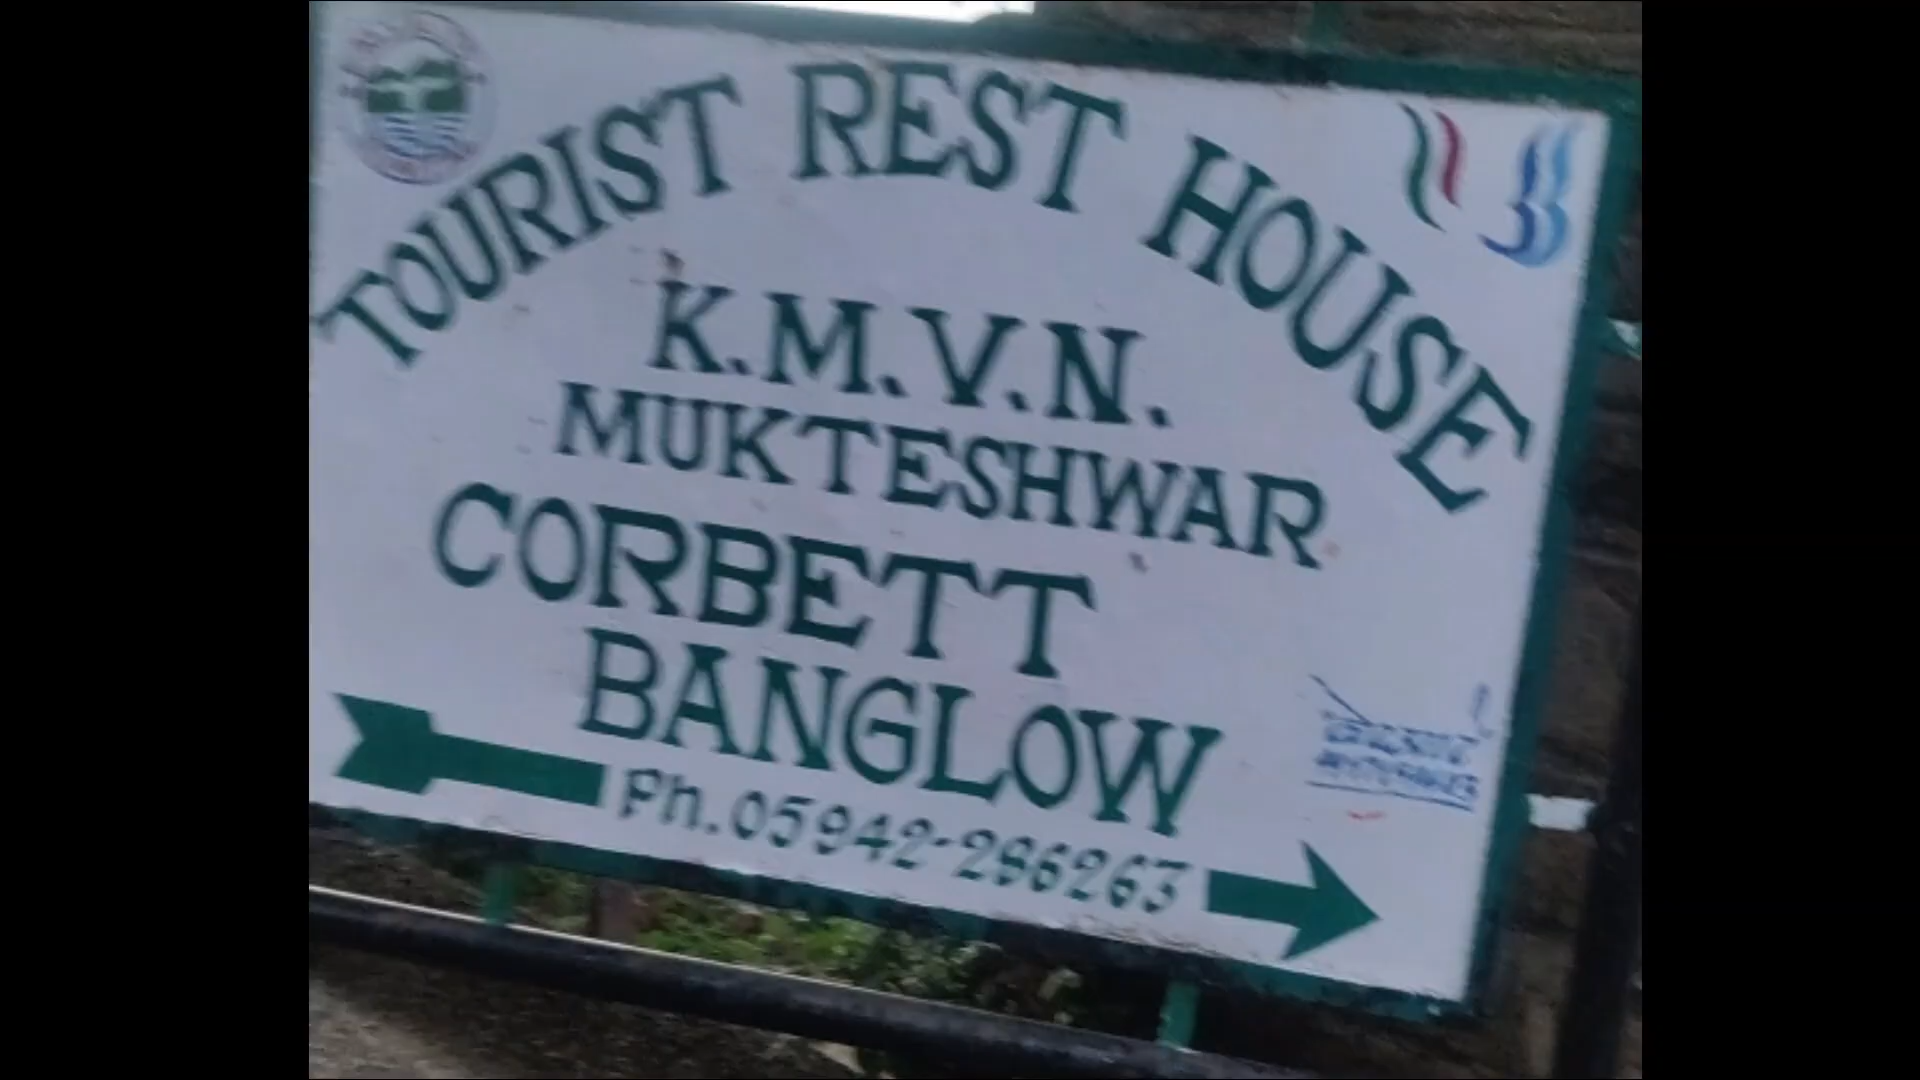 TOURIST REST HOUSE
K.M.V.N.
MUKTESHWAR
CORBETT
BANGLOW
Ph. 05942-286263